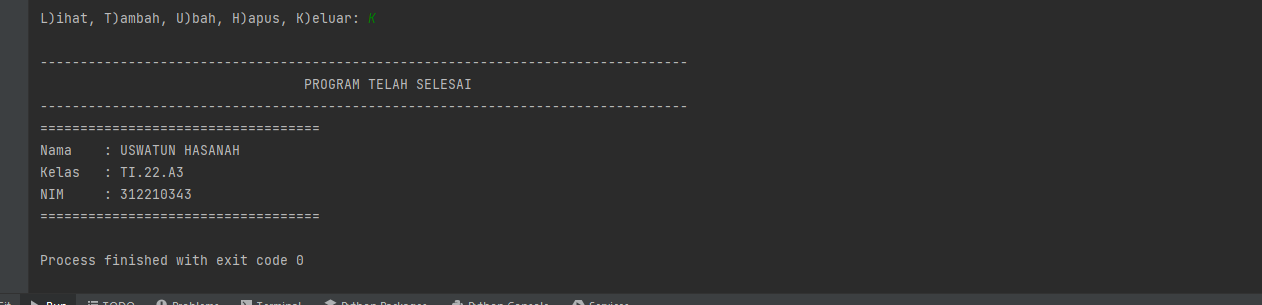 L)ihat, T)ambah, U)bah, H)apus, K)eluar: K
---------------------------------------------------------------------------------
PROGRAM TELAH SELESAI
---------------------------------------------------------------------------------
===================================
Nama    : USWATUN HASANAH
Kelas   : TI.22.A3
NIM     : 312210343
===================================
Process finished with exit code 0
Git Run TODO Problems Terminal Python Packages Python Console Services